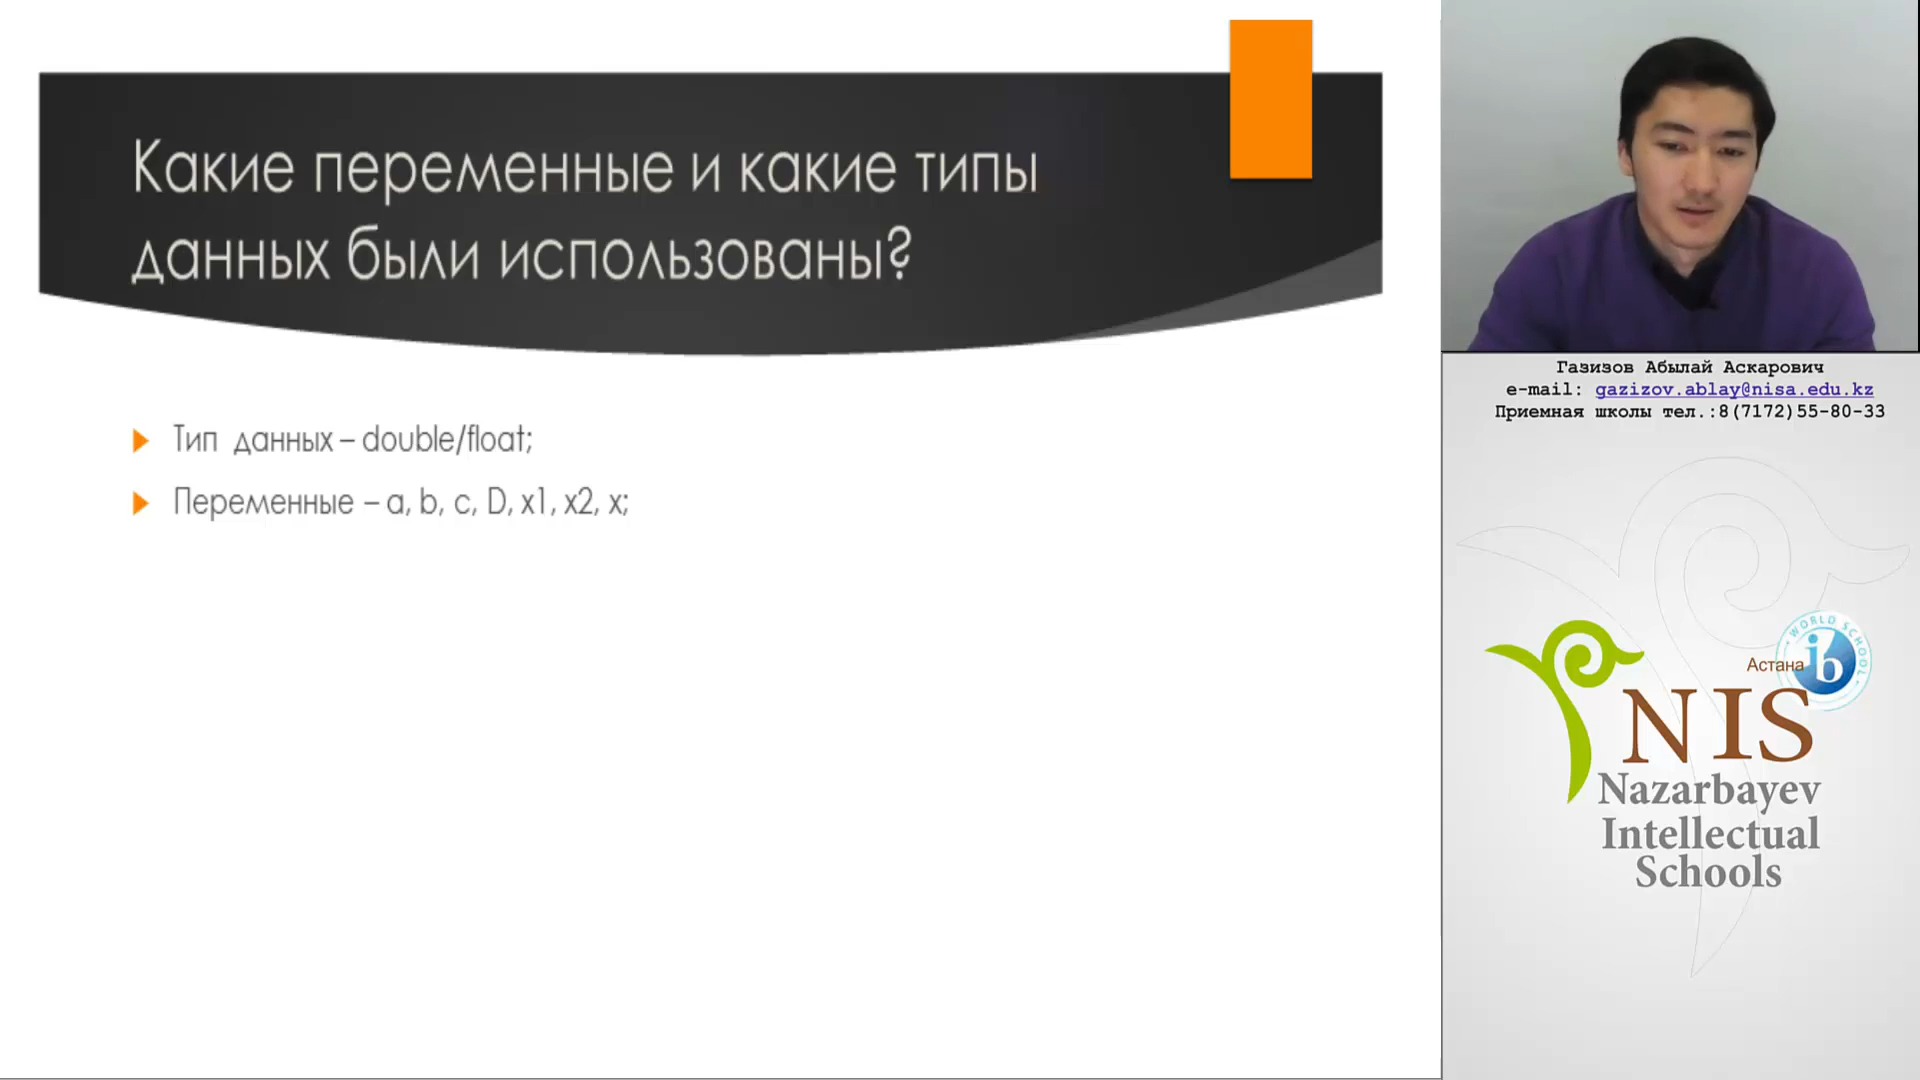 Какие переменные и какие типы
данных были использованы?
Тип данных – double/float;
Переменные – a, b, c, D, x1, x2, x;
Газизов Абылай Аскарович
e-mail: gazizov.ablay@nisa.edu.kz
Приемная школы тел.:8(7172)55-80-33
WORLD SCHOOL
ib
Астана
NIS
Nazarbayev
Intellectual
Schools